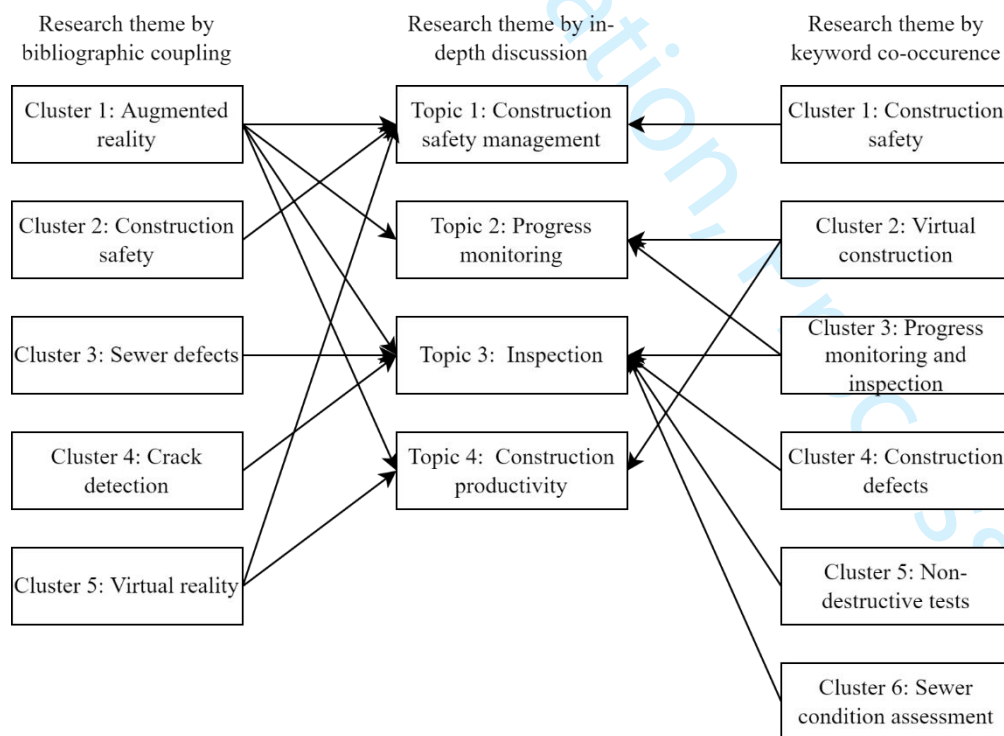 Research theme by
bibliographic coupling
Research theme by in-
depth discussion
Research theme by
keyword co-occurence
Cluster 1: Augmented
reality
Topic 1: Construction
safety management
Cluster 1: Construction
safety
Cluster 2: Construction
safety
Topic 2: Progress
monitoring
Cluster 2: Virtual
construction
Cluster 3: Sewer defects
Topic 3: Inspection
Cluster 3: Progress
monitoring and
inspection
Cluster 4: Crack
detection
Topic 4: Construction
productivity
Cluster 4: Construction
defects
Cluster 5: Virtual reality
Cluster 5: Non-
destructive tests
Cluster 6: Sewer
condition assessment